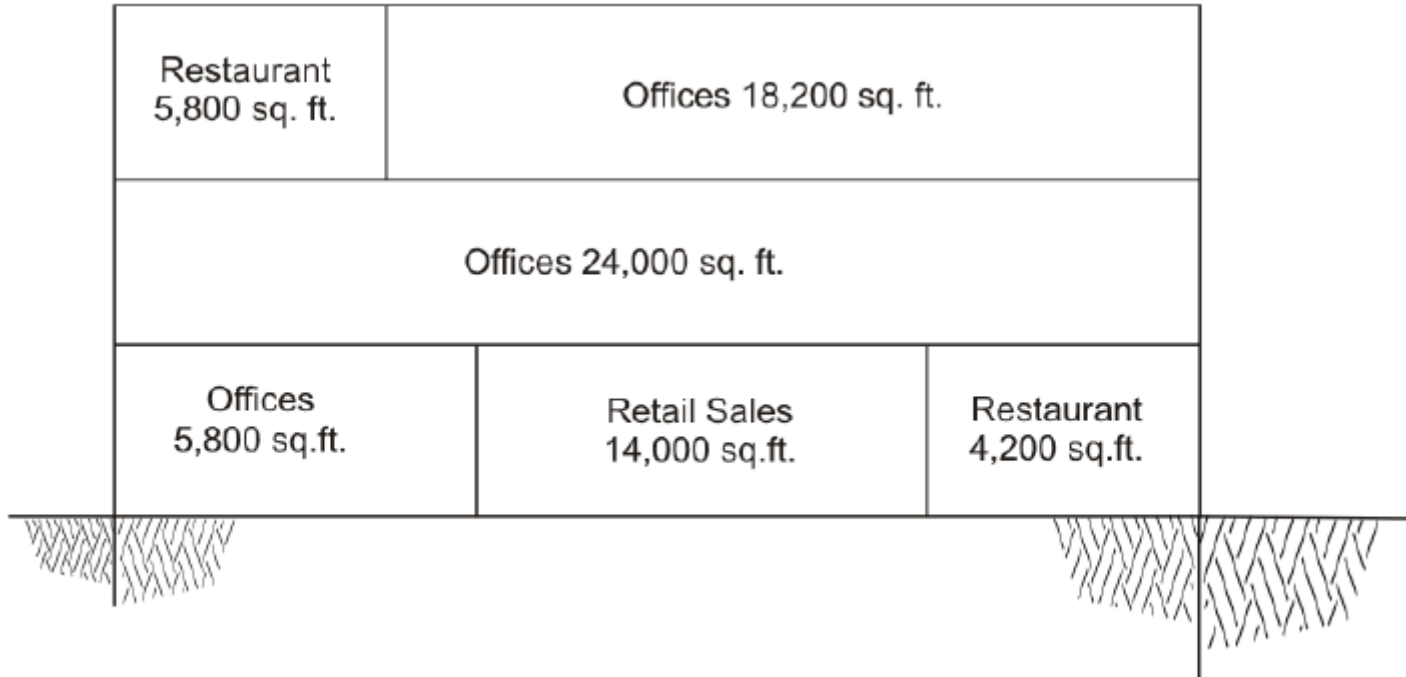 Restaurant
5,800 sq. ft.
Offices 18,200 sq. ft.
Offices 24,000 sq. ft.
Offices
5,800 sq.ft.
Retail Sales
14,000 sq.ft.
Restaurant
4,200 sq.ft.